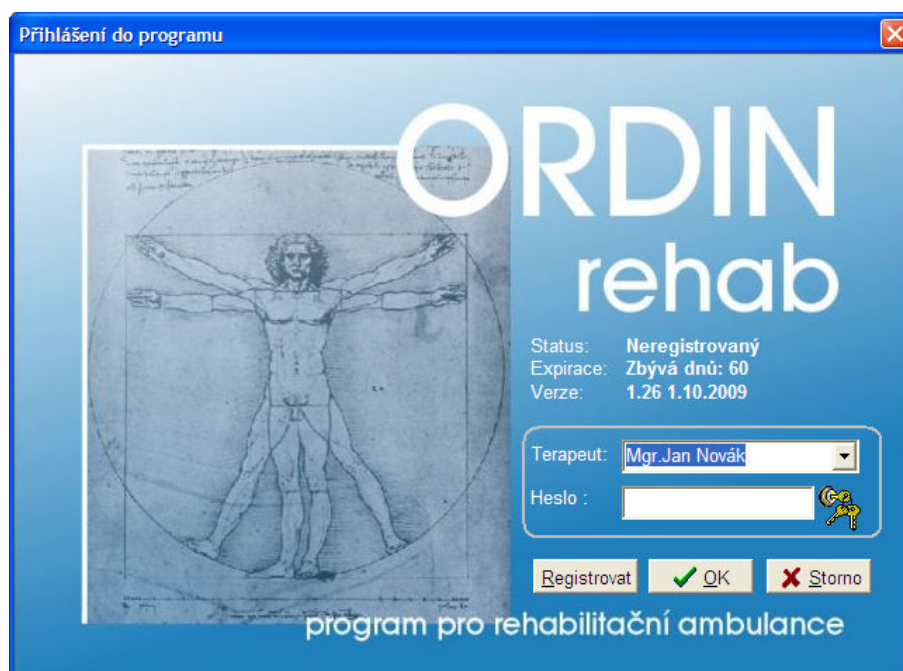 Přihlášení do programu
ORDIN
rehab
Status: Neregistrovaný
Expirace: Zbývá dnů: 60
Verze: 1.26 1.10.2009
Terapeut: Mgr.Jan Novák
Heslo :
Registrovat OK Storno
program pro rehabilitační ambulance